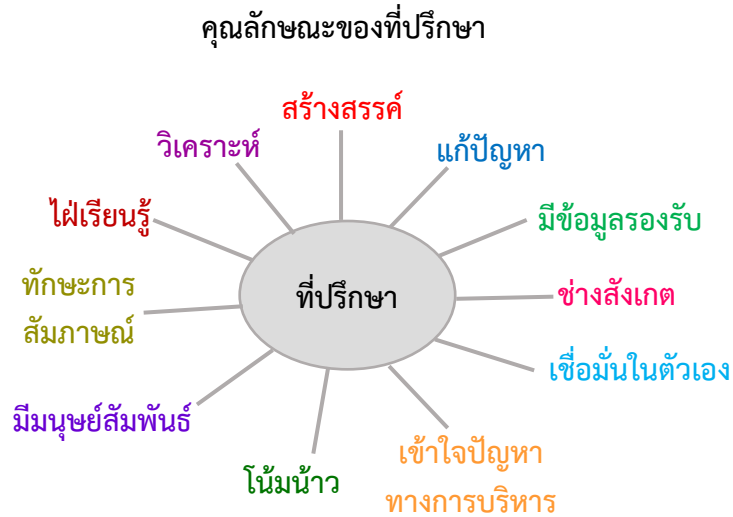 คุณลักษณะของที่ปรึกษา
สร้างสรรค์
วิเคราะห์
แก้ปัญหา
ใฝ่เรียนรู้
มีข้อมูลรองรับ
ทักษะการ
สัมภาษณ์
ที่ปรึกษา
ช่างสังเกต
เชื่อมั่นในตัวเอง
มีมนุษย์สัมพันธ์
โน้มน้าว
เข้าใจปัญหา
ทางการบริหาร